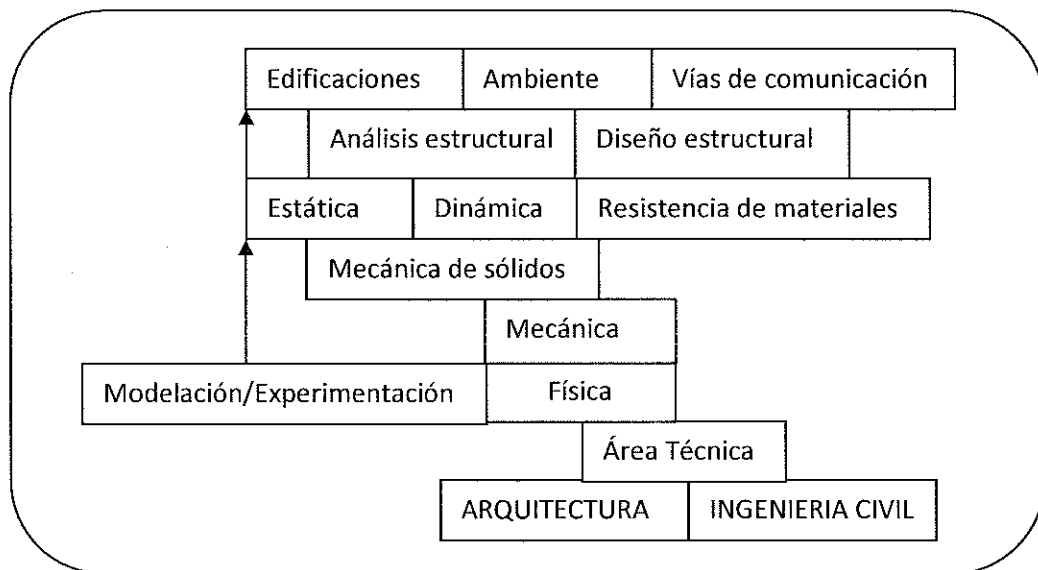 Edificaciones Ambiente Vías de comunicación
Análisis estructural Diseño estructural
Estática Dinámica Resistencia de materiales
Mecánica de sólidos
Mecánica
Modelación/Experimentación Física
Área Técnica
ARQUITECTURA INGENIERIA CIVIL